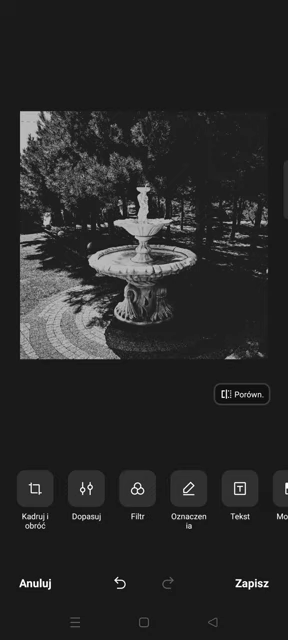 Porówn.
Kadruj i
obróć
Dopasuj
Filtr
Oznaczen
ia
Tekst
Mo
Anuluj
Zapisz